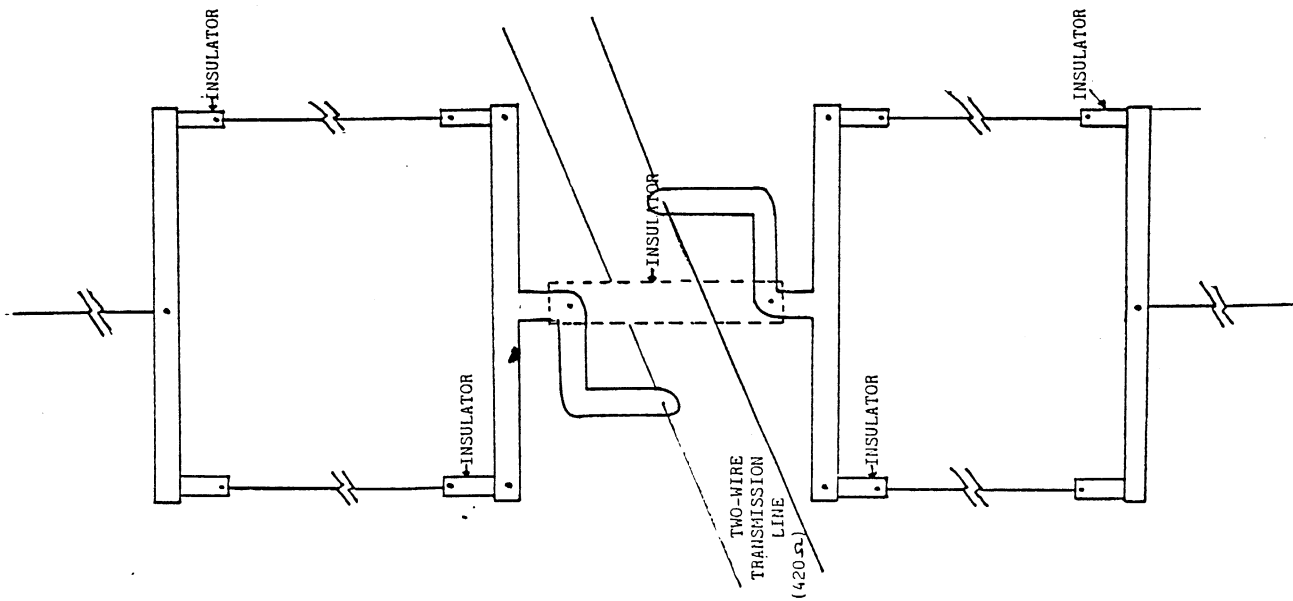 INSULATOR
INSULATOR
INSULATOR
INSULATOR
INSULATOR
TWO-WIRE
TRANSMISSION
LINE
(420Ω)